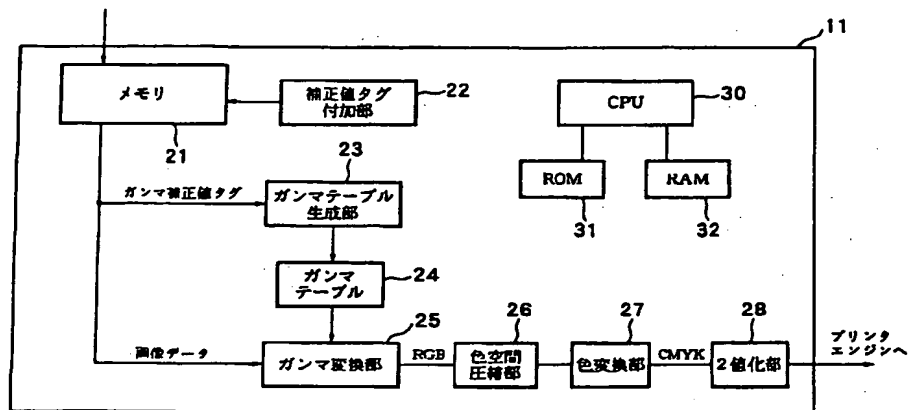 11
メモリ
21
補正値タグ
付加部
22
CPU
30
ROM
31
RAM
32
ガンマ補正値タグ
23
ガンマテーブル
生成部
ガンマ
テーブル
24
画像データ
25
ガンマ変換部
RGB
26
色空間
圧縮部
27
色変換部
CMYK
28
2値化部
プリンタ
エンジンへ